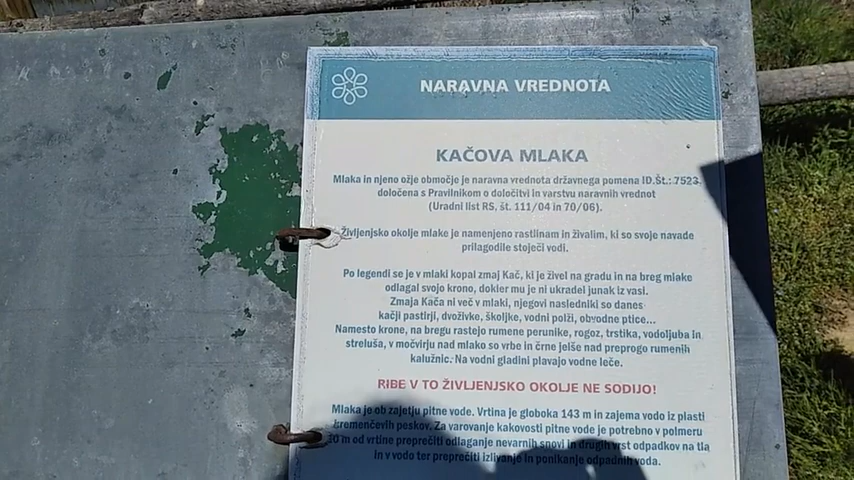 NARAVNA VREDNOTA
KAČOVA MLAKA
Mlaka in njeno ožje območje je naravna vrednota državnega pomena ID.Št.: 7523,
določena s Pravilnikom o določitvi in varstvu naravnih vrednot
(Uradni list RS, št. 111/04 in 70/06).
Življenjsko okolje mlake je namenjeno rastlinam in živalim, ki so svoje navade
prilagodile stoječi vodi.
Po legendi se je v mlaki kopal zmaj Kač, ki je živel na gradu in na breg mlake
odlagal svojo krono, dokler mu je ni ukradel junak iz vasi.
Zmaja Kača ni več v mlaki, njegovi nasledniki so danes
kačji pastirji, dvoživke, školjke, vodni polži, obvodne ptice...
Namesto krone, na bregu rastejo rumene perunike, rogoz, trstika, vodoljuba in
streluša, v močvirju nad mlako so vrbe in črne jelše nad preprogo rumenih
kalužnic. Na vodni gladini plavajo vodne leče.
RIBE V TO ŽIVLJENJSKO OKOLJE NE SODIJO!
Mlaka je ob zajetju pitne vode. Vrtina je globoka 143 m in zajema vodo iz plasti
kremenčevih peskov. Za varovanje kakovosti pitne vode je potrebno v polmeru
m od vrtine preprečiti odlaganje nevarnih snovi in drugih vrst odpadkov na tla
in v vodo ter preprečiti izlivanje in ponikanje odpadnih voda.